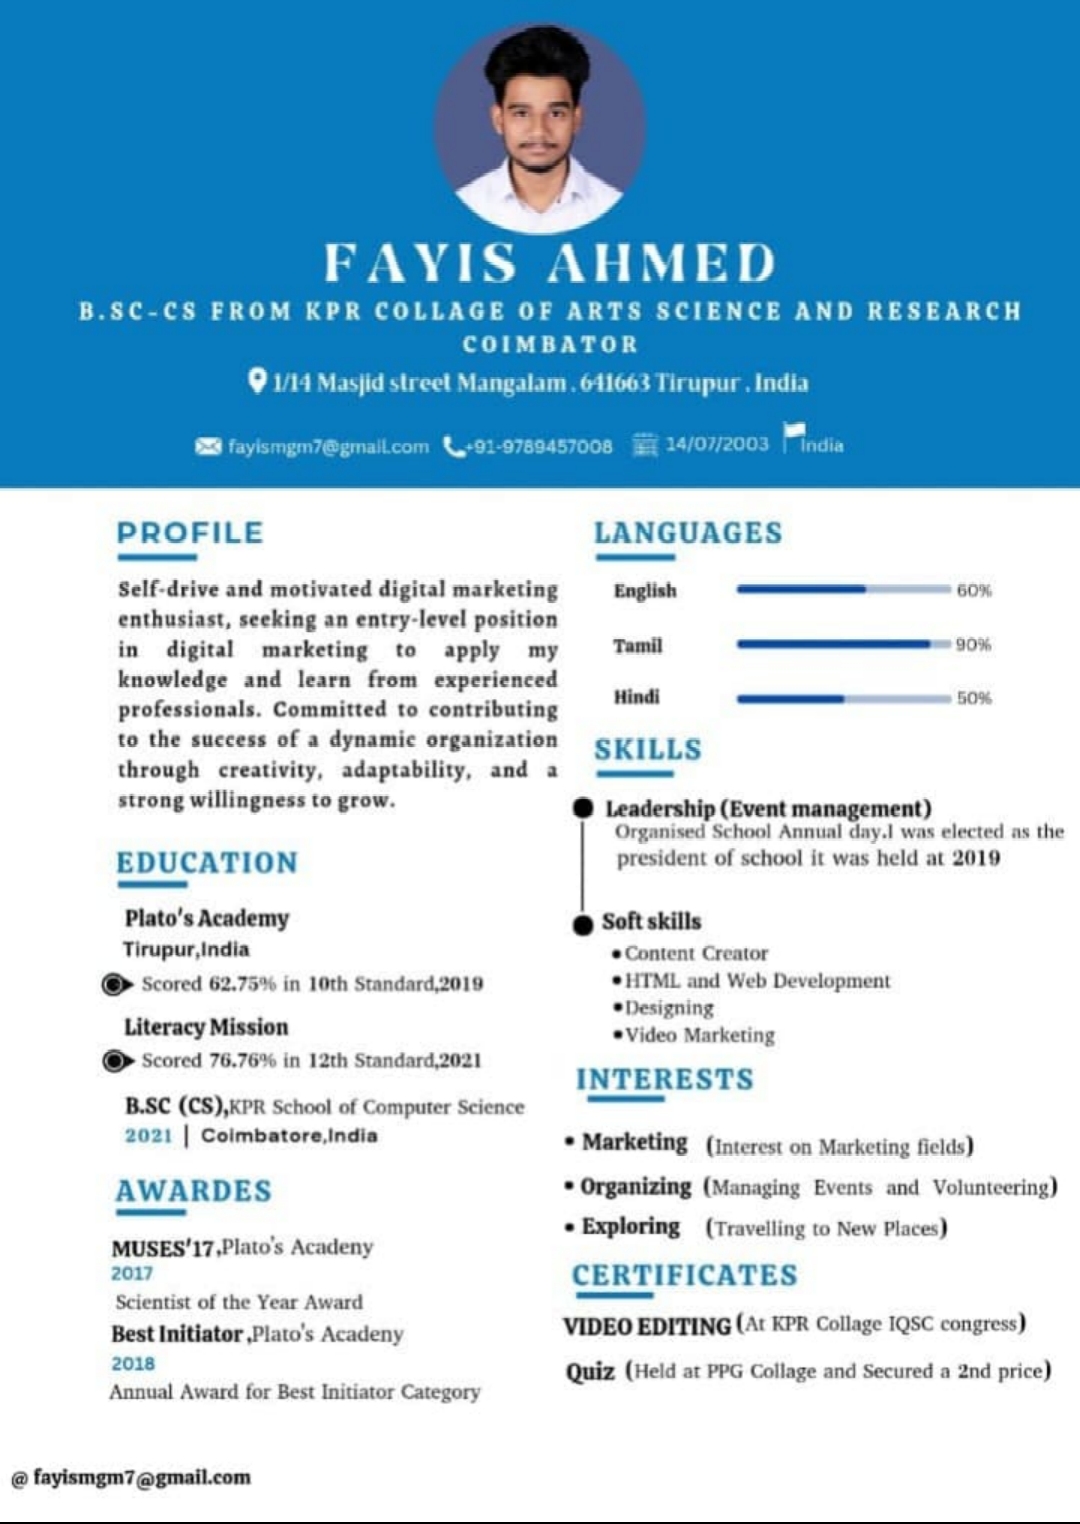 FAYIS AHMED
B.SC-CS FROM KPR COLLAGE OF ARTS SCIENCE AND RESEARCH
COIMBATOR
1/14 Masjid street Mangalam . 641663 Tirupur . India
fayismgm7@gmail.com +91-9789457008 14/07/2003 India
PROFILE
Self-drive and motivated digital marketing
enthusiast, seeking an entry-level position
in digital marketing to apply my
knowledge and learn from experienced
professionals. Committed to contributing
to the success of a dynamic organization
through creativity, adaptability, and a
strong willingness to grow.
EDUCATION
Plato's Academy
Tirupur,India
Scored 62.75% in 10th Standard,2019
Literacy Mission
Scored 76.76% in 12th Standard,2021
B.SC (CS),KPR School of Computer Science
2021 | Coimbatore,India
AWARDES
MUSES'17,Plato's Acadeny
2017
Scientist of the Year Award
Best Initiator ,Plato's Acadeny
2018
Annual Award for Best Initiator Category
LANGUAGES
English 60%
Tamil 90%
Hindi 50%
SKILLS
Leadership (Event management)
Organised School Annual day.I was elected as the
president of school it was held at 2019
Soft skills
•Content Creator
•HTML and Web Development
•Designing
•Video Marketing
INTERESTS
• Marketing (Interest on Marketing fields)
• Organizing (Managing Events and Volunteering)
• Exploring (Travelling to New Places)
CERTIFICATES
VIDEO EDITING (At KPR Collage IQSC congress)
Quiz (Held at PPG Collage and Secured a 2nd price)
@ fayismgm7@gmail.com